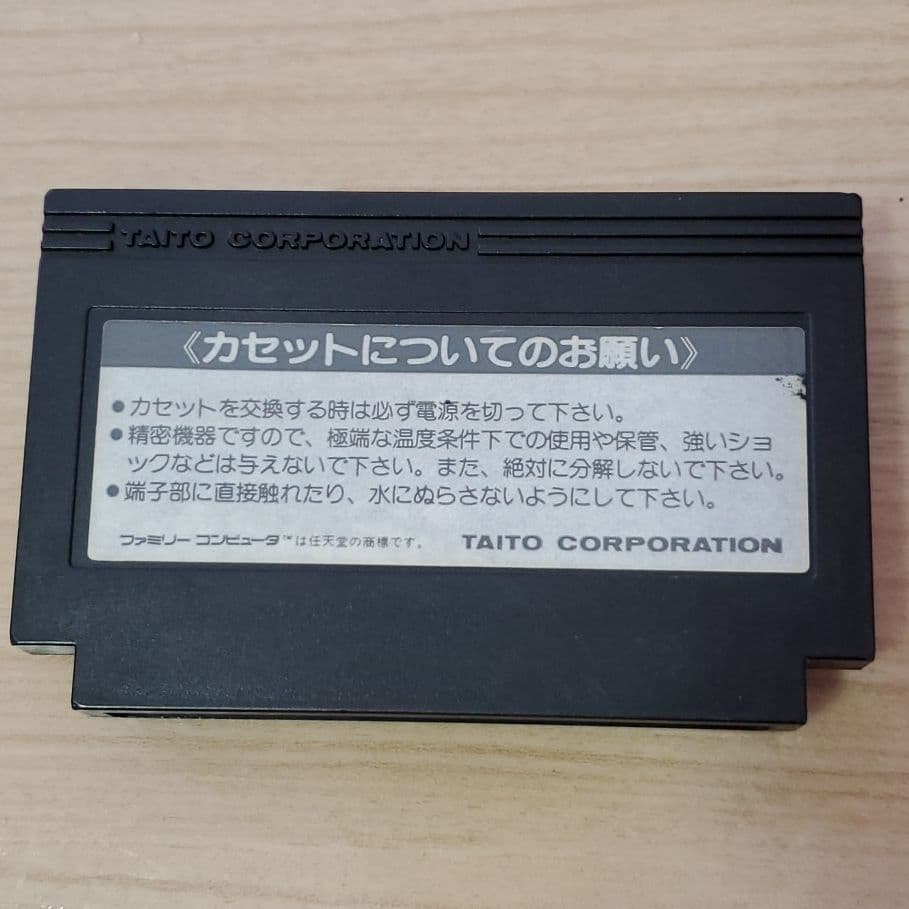 TAITO CORPORATION
《カセットについてのお願い》
●カセットを交換する時は必ず電源を切って下さい。
●精密機器ですので、極端な温度条件下での使用や保管、強いショ
ックなどは与えないで下さい。また、絶対に分解しないで下さい。
●端子部に直接触れたり、水にぬらさないようにして下さい。
ファミリーコンピュータ™は任天堂の商標です。 TAITO CORPORATION